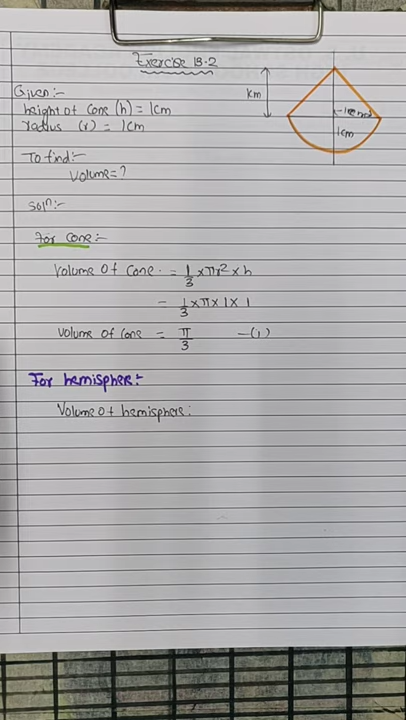 Exercise 13.2
Given:-
height of cone (h) = 1cm
radius (r) = 1cm
To find:-
Volume = ?
Solⁿ:-
For cone:-
Volume of cone = 1/3 × πr² × h
= 1/3 × π × 1 × 1
Volume of cone = π/3 —(1)
For hemisphere:-
Volume of hemisphere:
km
1cm